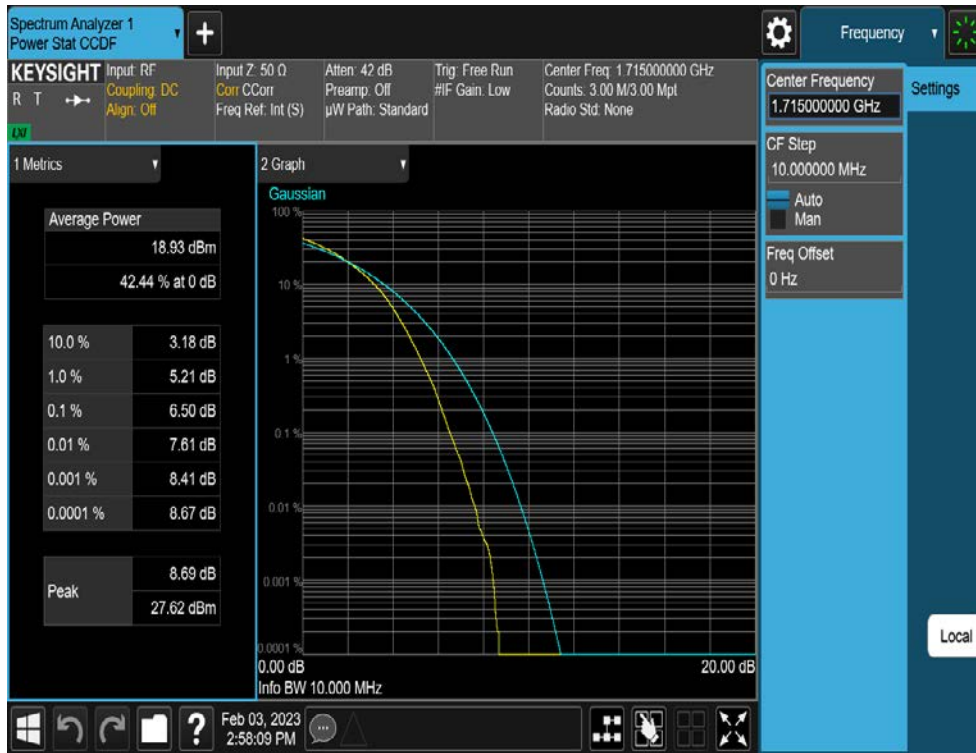 Spectrum Analyzer 1
Power Stat CCDF
+
Frequency
KEYSIGHT
R T
LXI
Input: RF
Coupling: DC
Align: Off
Input Z: 50 Ω
Corr CCorr
Freq Ref: Int (S)
Atten: 42 dB
Preamp: Off
µW Path: Standard
Trig: Free Run
#IF Gain: Low
Center Freq: 1.715000000 GHz
Counts: 3.00 M/3.00 Mpt
Radio Std: None
Center Frequency
1.715000000 GHz
Settings
CF Step
10.000000 MHz
Auto
Man
Freq Offset
0 Hz
1 Metrics
Average Power
18.93 dBm
42.44 % at 0 dB
10.0 % 3.18 dB
1.0 % 5.21 dB
0.1 % 6.50 dB
0.01 % 7.61 dB
0.001 % 8.41 dB
0.0001 % 8.67 dB
Peak
8.69 dB
27.62 dBm
2 Graph
Gaussian
100 %
10 %
1 %
0.1 %
0.01 %
0.001 %
0.0001 %
0.00 dB 20.00 dB
Info BW 10.000 MHz
Local
?
Feb 03, 2023
2:58:09 PM